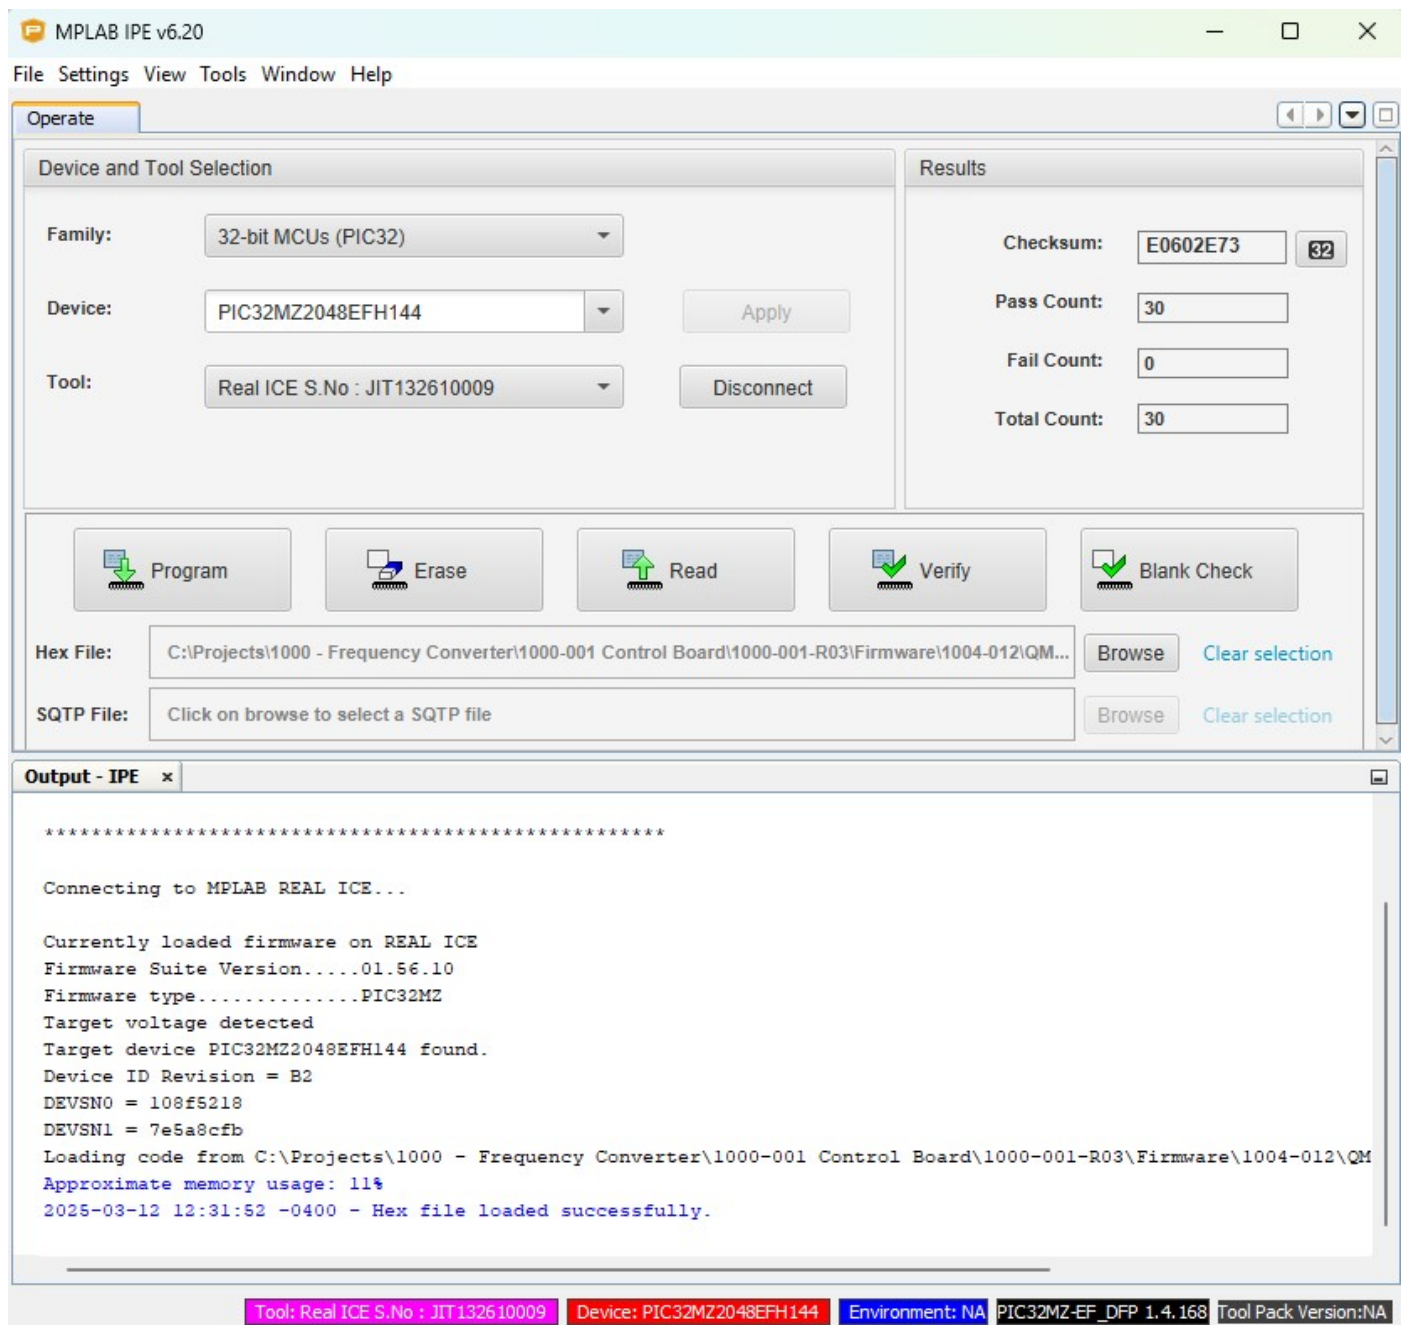 MPLAB IPE v6.20
File Settings View Tools Window Help
Operate
Device and Tool Selection
Family:
32-bit MCUs (PIC32)
Device:
PIC32MZ2048EFH144
Apply
Tool:
Real ICE S.No : JIT132610009
Disconnect
Results
Checksum:
E0602E73
32
Pass Count:
30
Fail Count:
0
Total Count:
30
Program
Erase
Read
Verify
Blank Check
Hex File:
C:\Projects\1000 - Frequency Converter\1000-001 Control Board\1000-001-R03\Firmware\1004-012\QM...
Browse
Clear selection
SQTP File:
Click on browse to select a SQTP file
Browse
Clear selection
Output - IPE x
*****************************************************
Connecting to MPLAB REAL ICE...
Currently loaded firmware on REAL ICE
Firmware Suite Version.....01.56.10
Firmware type..............PIC32MZ
Target voltage detected
Target device PIC32MZ2048EFH144 found.
Device ID Revision = B2
DEVSN0 = 108f5218
DEVSN1 = 7e5a8cfb
Loading code from C:\Projects\1000 - Frequency Converter\1000-001 Control Board\1000-001-R03\Firmware\1004-012\QM
Approximate memory usage: 11%
2025-03-12 12:31:52 -0400 - Hex file loaded successfully.
Tool: Real ICE S.No : JIT132610009
Device: PIC32MZ2048EFH144
Environment: NA
PIC32MZ-EF_DFP 1.4.168
Tool Pack Version:NA